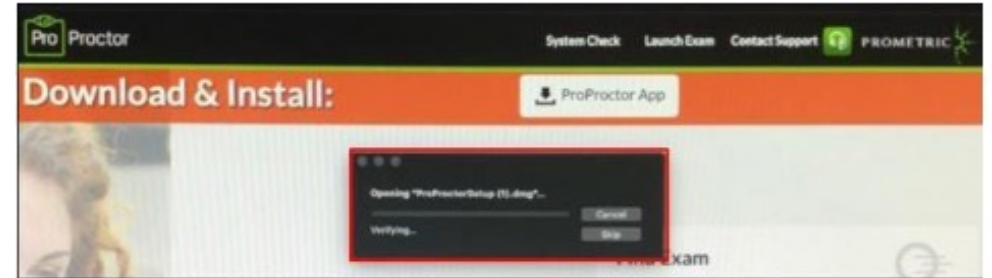 Pro Proctor
System Check Launch Exam Contact Support PROMETRIC
Download & Install:
ProProctor App
Opening "ProProctorSetup (1).dmg"...
Cancel
Verifying...
Skip
Exam